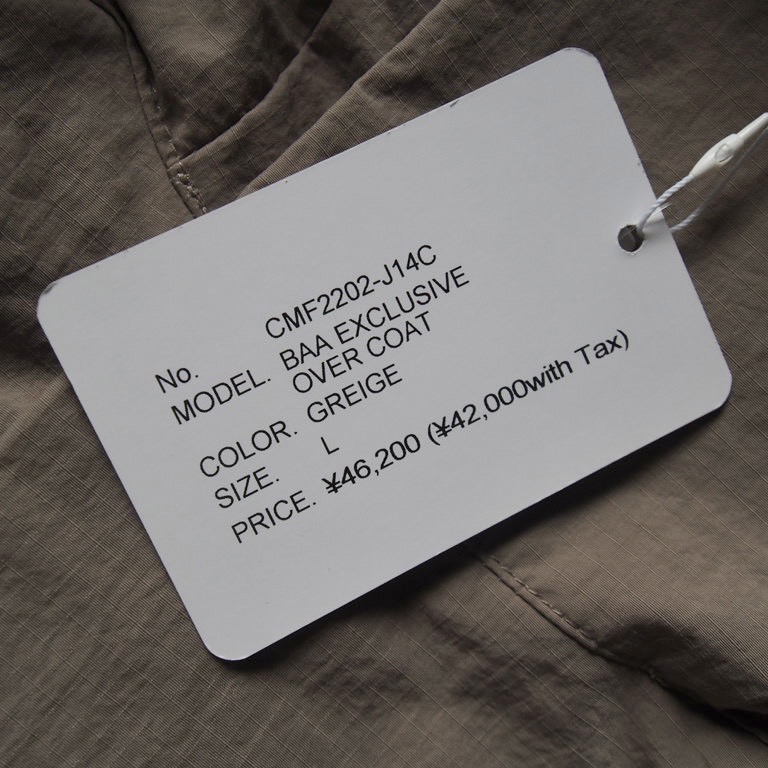 No. CMF2202-J14C
MODEL. BAA EXCLUSIVE
OVER COAT
COLOR. GREIGE
SIZE. L
PRICE. ¥46,200 (¥42,000with Tax)